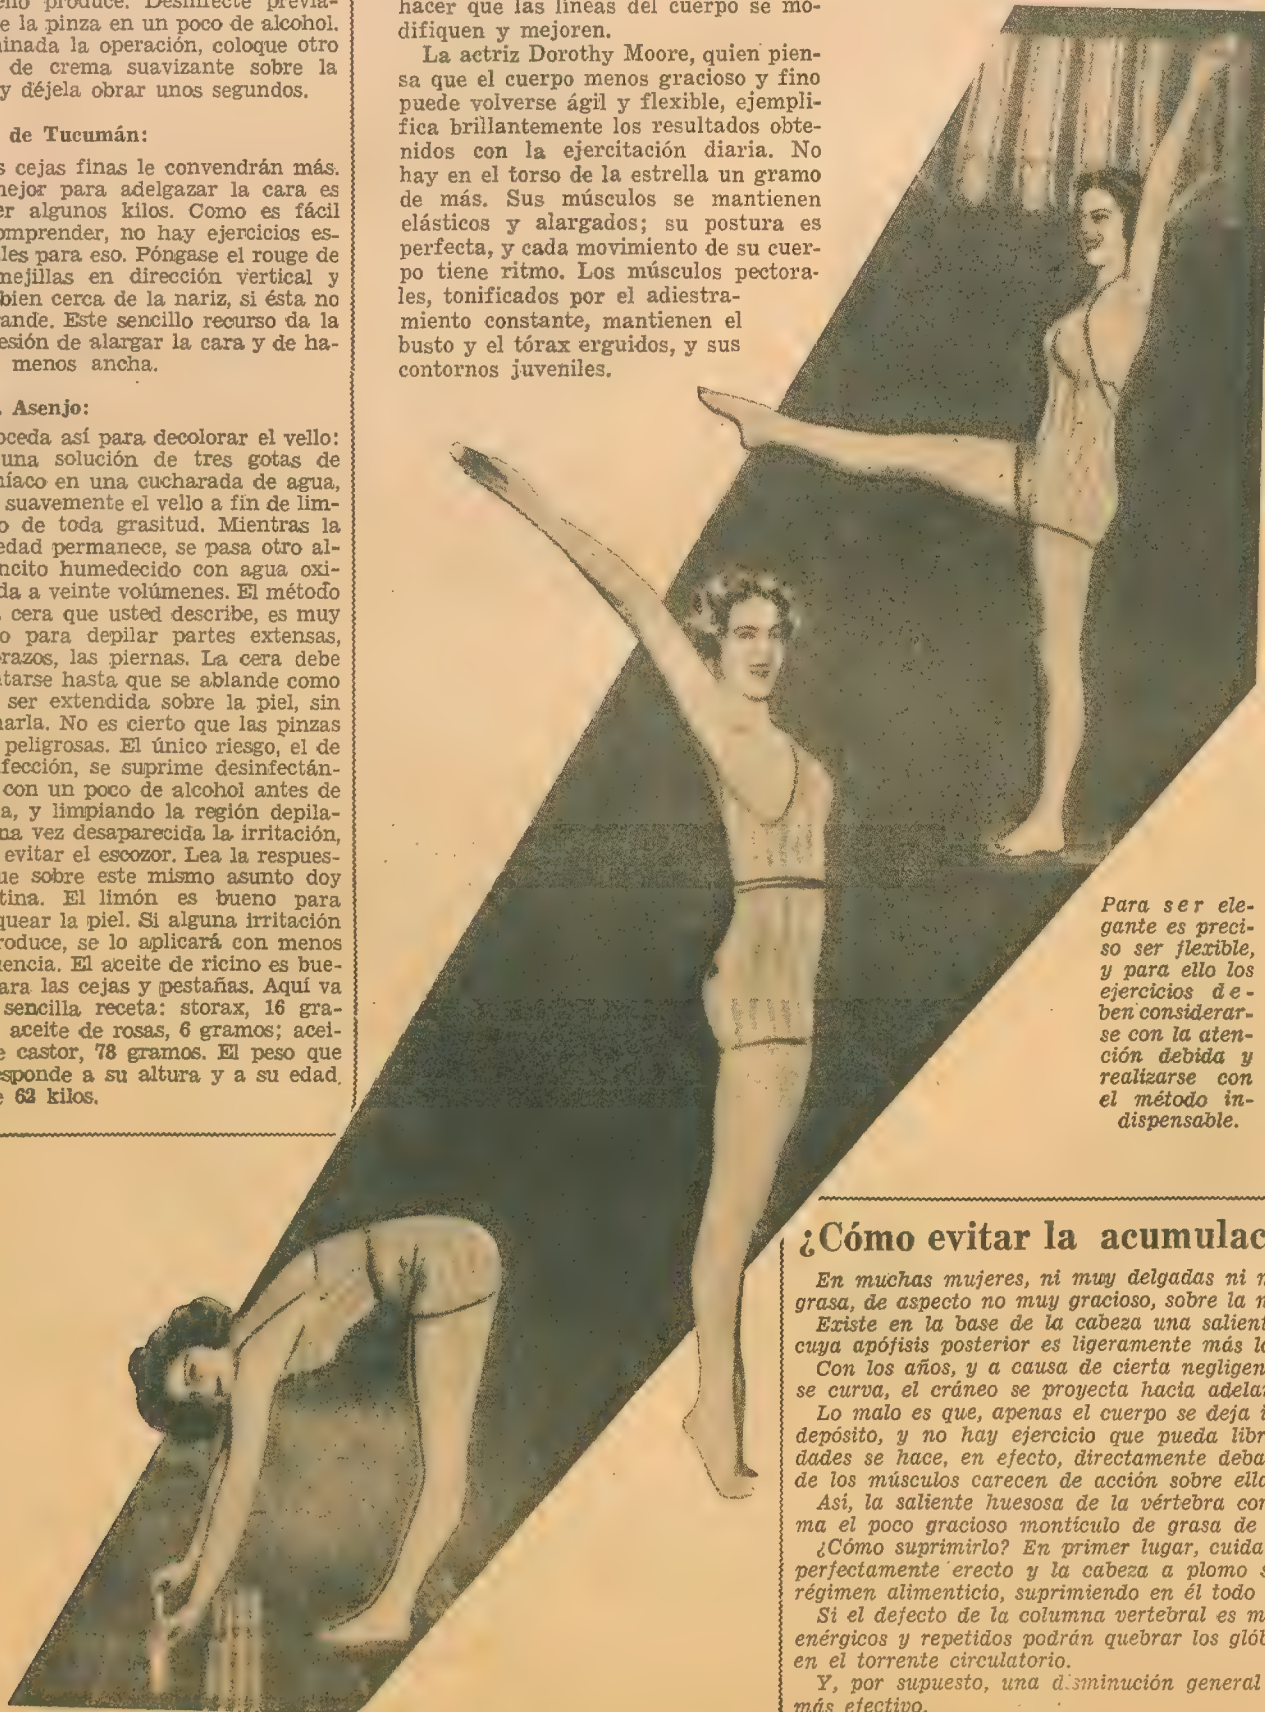 produce. Desinfecte previa-
e la pinza en un poco de alcohol.
inada la operación, coloque otro
de crema suavizante sobre la
y déjela obrar unos segundos.
de Tucumán:
s cejas finas le convendrán más.
mejor para adelgazar la cara es
er algunos kilos. Como es fácil
omprender, no hay ejercicios es-
les para eso. Póngase el rouge de
mejillas en dirección vertical y
bien cerca de la nariz, si ésta no
rande. Este sencillo recurso da la
esión de alargar la cara y de ha-
menos ancha.
. Asenjo:
oceda así para decolorar el vello:
una solución de tres gotas de
níaco en una cucharada de agua,
suavemente el vello a fin de lim-
o de toda grasitud. Mientras la
edad permanece, se pasa otro al-
ncito humedecido con agua oxi-
da a veinte volúmenes. El método
cera que usted describe, es muy
o para depilar partes extensas,
razos, las piernas. La cera debe
tarse hasta que se ablande como
ser extendida sobre la piel, sin
narla. No es cierto que las pinzas
peligrosas. El único riesgo, el de
fección, se suprime desinfectán-
con un poco de alcohol antes de
a, y limpiando la región depila-
na vez desaparecida la irritación,
evitar el escozor. Lea la respues-
ue sobre este mismo asunto doy
tina. El limón es bueno para
quear la piel. Si alguna irritación
roduce, se lo aplicará con menos
uencia. El aceite de ricino es bue-
ara las cejas y pestañas. Aquí va
sencilla receta: storax, 16 gra-
aceite de rosas, 6 gramos; acei-
e castor, 78 gramos. El peso que
esponde a su altura y a su edad,
e 62 kilos.
hacer que las líneas del cuerpo se mo-
difiquen y mejoren.
La actriz Dorothy Moore, quien pien-
sa que el cuerpo menos gracioso y fino
puede volverse ágil y flexible, ejempli-
fica brillantemente los resultados obte-
nidos con la ejercitación diaria. No
hay en el torso de la estrella un gramo
de más. Sus músculos se mantienen
elásticos y alargados; su postura es
perfecta, y cada movimiento de su cuer-
po tiene ritmo. Los músculos pectora-
les, tonificados por el adiestra-
miento constante, mantienen el
busto y el tórax erguidos, y sus
contornos juveniles.
Para ser ele-
gante es preci-
so ser flexible,
y para ello los
ejercicios de-
ben considerar-
se con la aten-
ción debida y
realizarse con
el método in-
dispensable.
¿Cómo evitar la acumulac
En muchas mujeres, ni muy delgadas ni
grasa, de aspecto no muy gracioso, sobre la
Existe en la base de la cabeza una salient
cuya apófisis posterior es ligeramente más
Con los años, y a causa de cierta negligen
se curva, el cráneo se proyecta hacia adela
Lo malo es que, apenas el cuerpo se deja
depósito, y no hay ejercicio que pueda libr
dades se hace, en efecto, directamente deba
de los músculos carecen de acción sobre ell
Así, la saliente huesosa de la vértebra
ma el poco gracioso montículo de grasa de
¿Cómo suprimirlo? En primer lugar, cuida
perfectamente erecto y la cabeza a plomo
régimen alimenticio, suprimiendo en él todo
Si el defecto de la columna vertebral es m
enérgicos y repetidos podrán quebrar los glób
en el torrente circulatorio.
Y, por supuesto, una disminución general
más efectivo.